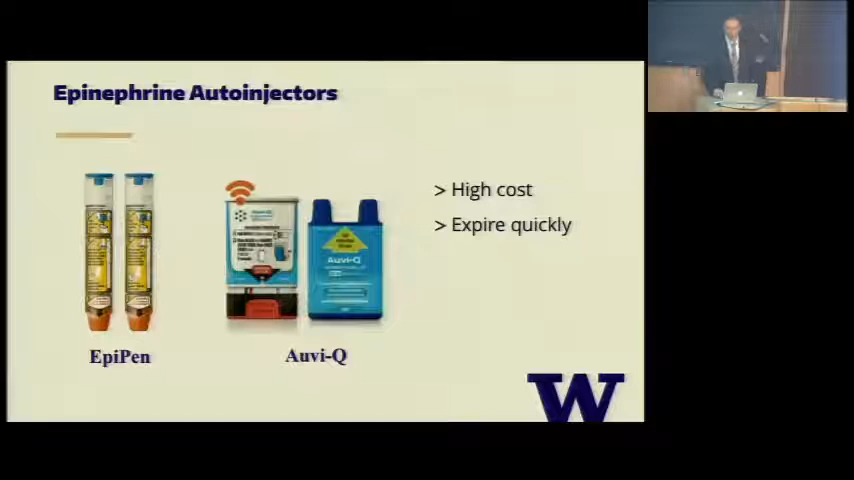 Epinephrine Autoinjectors
> High cost
> Expire quickly
Auvi-Q
EpiPen
Auvi-Q
W